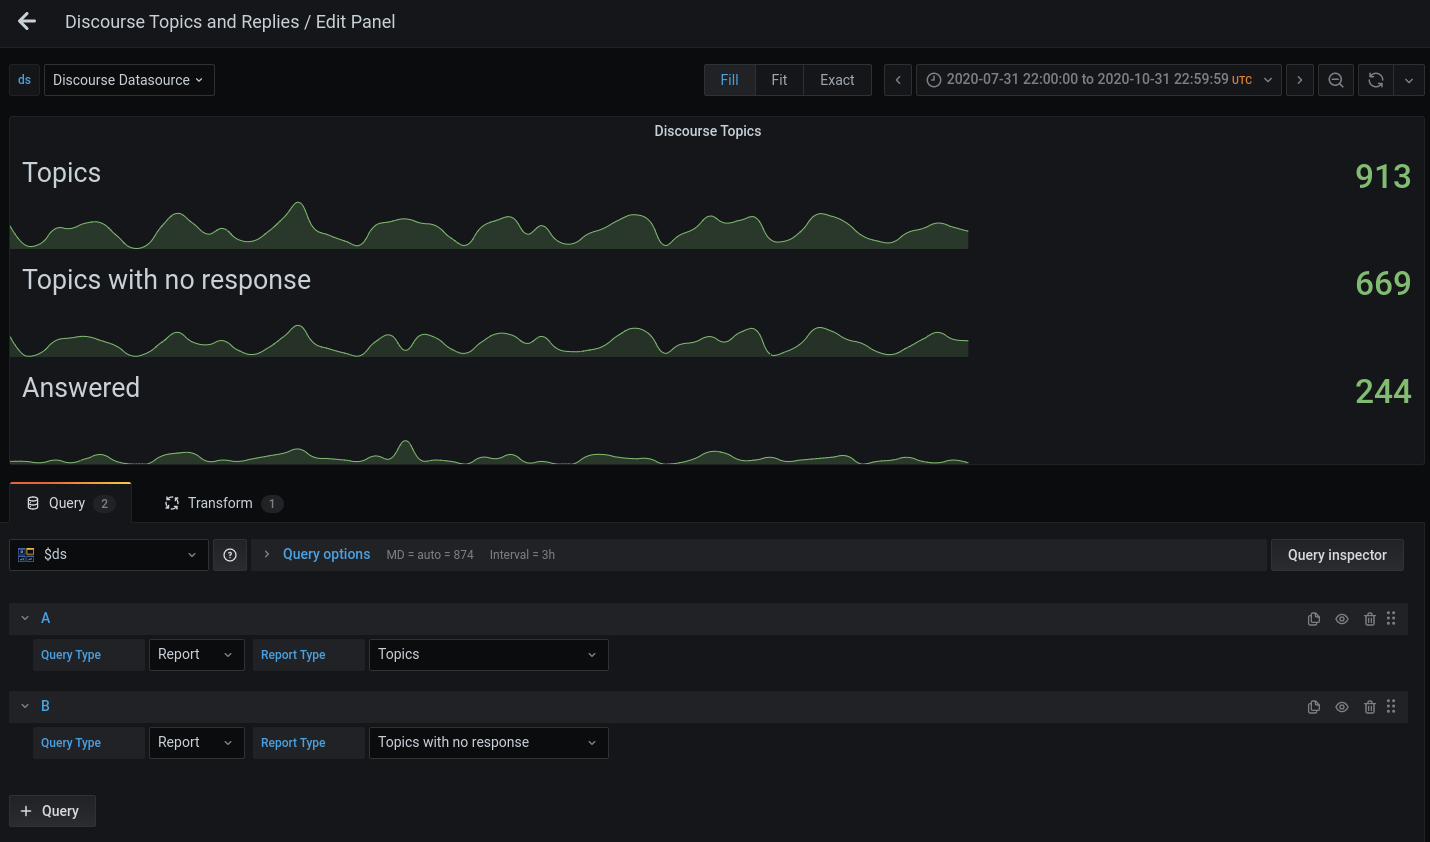 Discourse Topics and Replies / Edit Panel
ds Discourse Datasource Fill Fit Exact 2020-07-31 22:00:00 to 2020-10-31 22:59:59 UTC
Discourse Topics
Topics 913
Topics with no response 669
Answered 244
Query 2 Transform 1
$ds Query options MD = auto = 874 Interval = 3h Query inspector
A
Query Type Report Report Type Topics
B
Query Type Report Report Type Topics with no response
+ Query